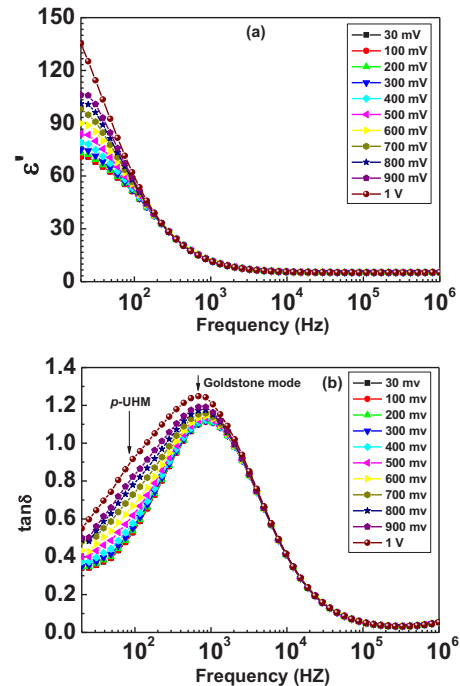 (a)
150
120
90
60
30
0
ε'
10² 10³ 10⁴ 10⁵ 10⁶
Frequency (Hz)
30 mV
100 mV
200 mV
300 mV
400 mV
500 mV
600 mV
700 mV
800 mV
900 mV
1 V
(b)
1.4
1.2
1.0
0.8
0.6
0.4
0.2
0.0
tanδ
p-UHM
Goldstone mode
10² 10³ 10⁴ 10⁵ 10⁶
Frequency (HZ)
30 mv
100 mv
200 mv
300 mv
400 mv
500 mv
600 mv
700 mv
800 mv
900 mv
1 V